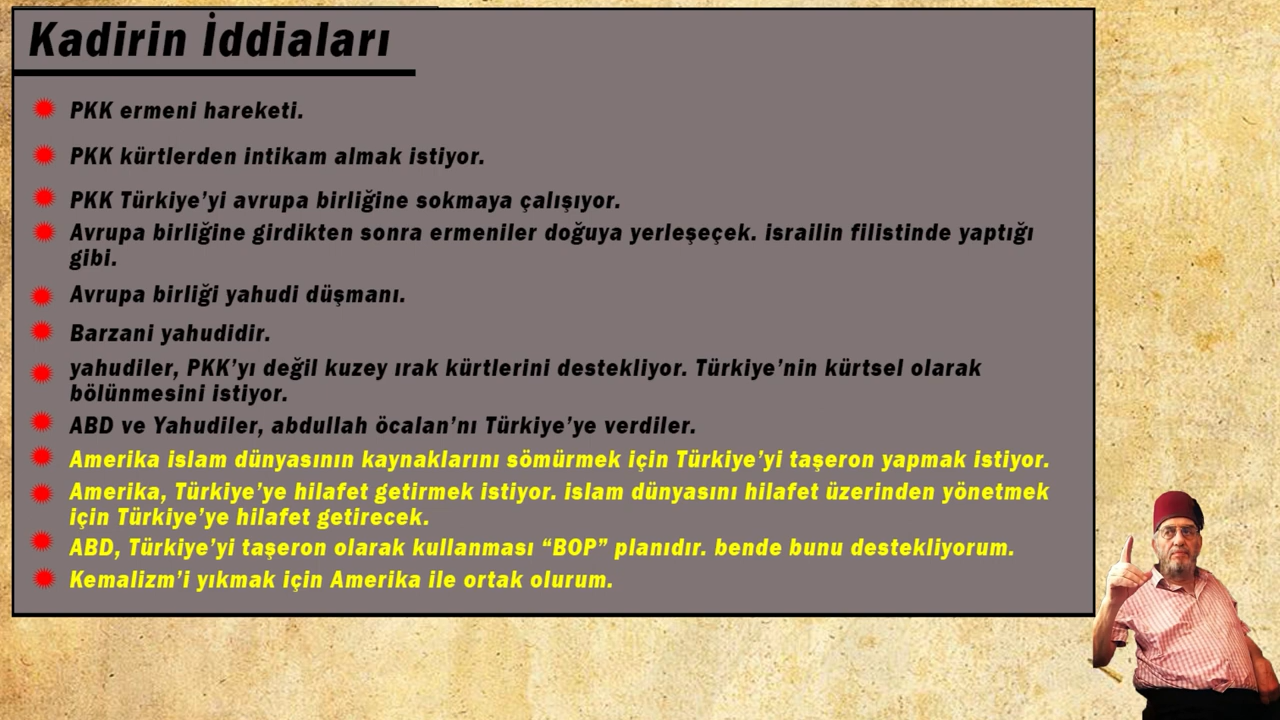 Kadirin İddiaları
PKK ermeni hareketi.
PKK kürtlerden intikam almak istiyor.
PKK Türkiye'yi avrupa birliğine sokmaya çalışıyor.
Avrupa birliğine girdikten sonra ermeniler doğuya yerleşeçek. israilin filistinde yaptığı
gibi.
Avrupa birliği yahudi düşmanı.
Barzani yahudidir.
yahudiler, PKK'yı değil kuzey ırak kürtlerini destekliyor. Türkiye'nin kürtsel olarak
bölünmesini istiyor.
ABD ve Yahudiler, abdullah öcalan'nı Türkiye'ye verdiler.
Amerika islam dünyasının kaynaklarını sömürmek için Türkiye'yi taşeron yapmak istiyor.
Amerika, Türkiye'ye hilafet getirmek istiyor. islam dünyasını hilafet üzerinden yönetmek
için Türkiye'ye hilafet getirecek.
ABD, Türkiye'yi taşeron olarak kullanması “BOP” planıdır. bende bunu destekliyorum.
Kemalizm'i yıkmak için Amerika ile ortak olurum.